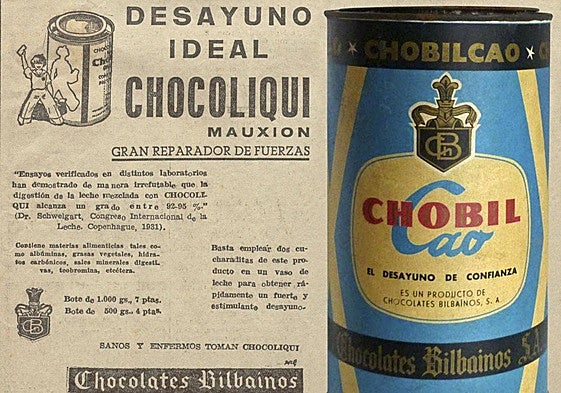 DESAYUNO
IDEAL
CHOCOLIQUI
MAUXION
GRAN REPARADOR DE FUERZAS
"Ensayos verificados en distintos laboratorios
han demostrado de manera irrefutable que la
digestión de la leche mezclada con CHOCOLI-
QUI alcanza un grado entre 92-95 %."
(Dr. Schweigart, Congreso Internacional de la
Leche. Copenhague, 1931).
Contiene materias alimenticias tales co-
mo albúminas, grasas vegetales, hidra-
tos carbónicos, sales minerales digesti-
vas, teobromina, etcétera.
Bote de 1.000 gs., 7 ptas.
Bote de 500 gs., 4 ptas.
Basta emplear dos cu-
charaditas de este pro-
ducto en un vaso de
leche para obtener rá-
pidamente un fuerte y
estimulante desayuno.
SANOS Y ENFERMOS TOMAN CHOCOLIQUI
Chocolates Bilbainos
CHOBILCAO
CB
CHOBIL
Cao
EL DESAYUNO DE CONFIANZA
ES UN PRODUCTO DE
CHOCOLATES BILBAINOS, S. A.
Chocolates Bilbainos S.A.